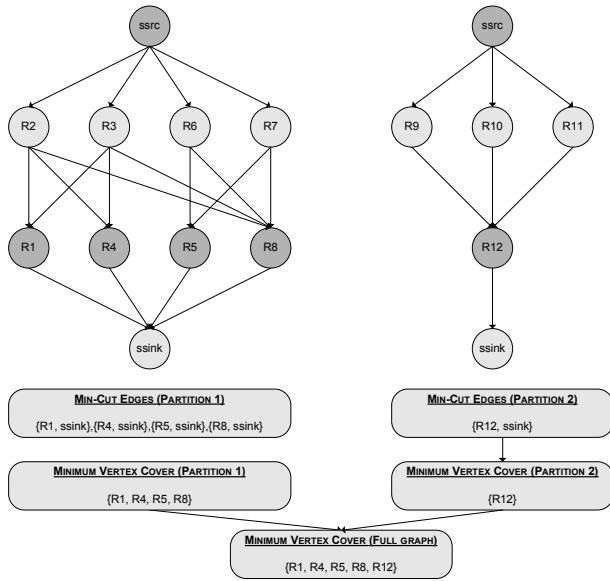 ssrc
ssrc
R2 R3 R6 R7
R9 R10 R11
R1 R4 R5 R8
R12
ssink
ssink
MIN-CUT EDGES (PARTITION 1)
{R1, ssink},{R4, ssink},{R5, ssink},{R8, ssink}
MIN-CUT EDGES (PARTITION 2)
{R12, ssink}
MINIMUM VERTEX COVER (PARTITION 1)
{R1, R4, R5, R8}
MINIMUM VERTEX COVER (PARTITION 2)
{R12}
MINIMUM VERTEX COVER (FULL GRAPH)
{R1, R4, R5, R8, R12}